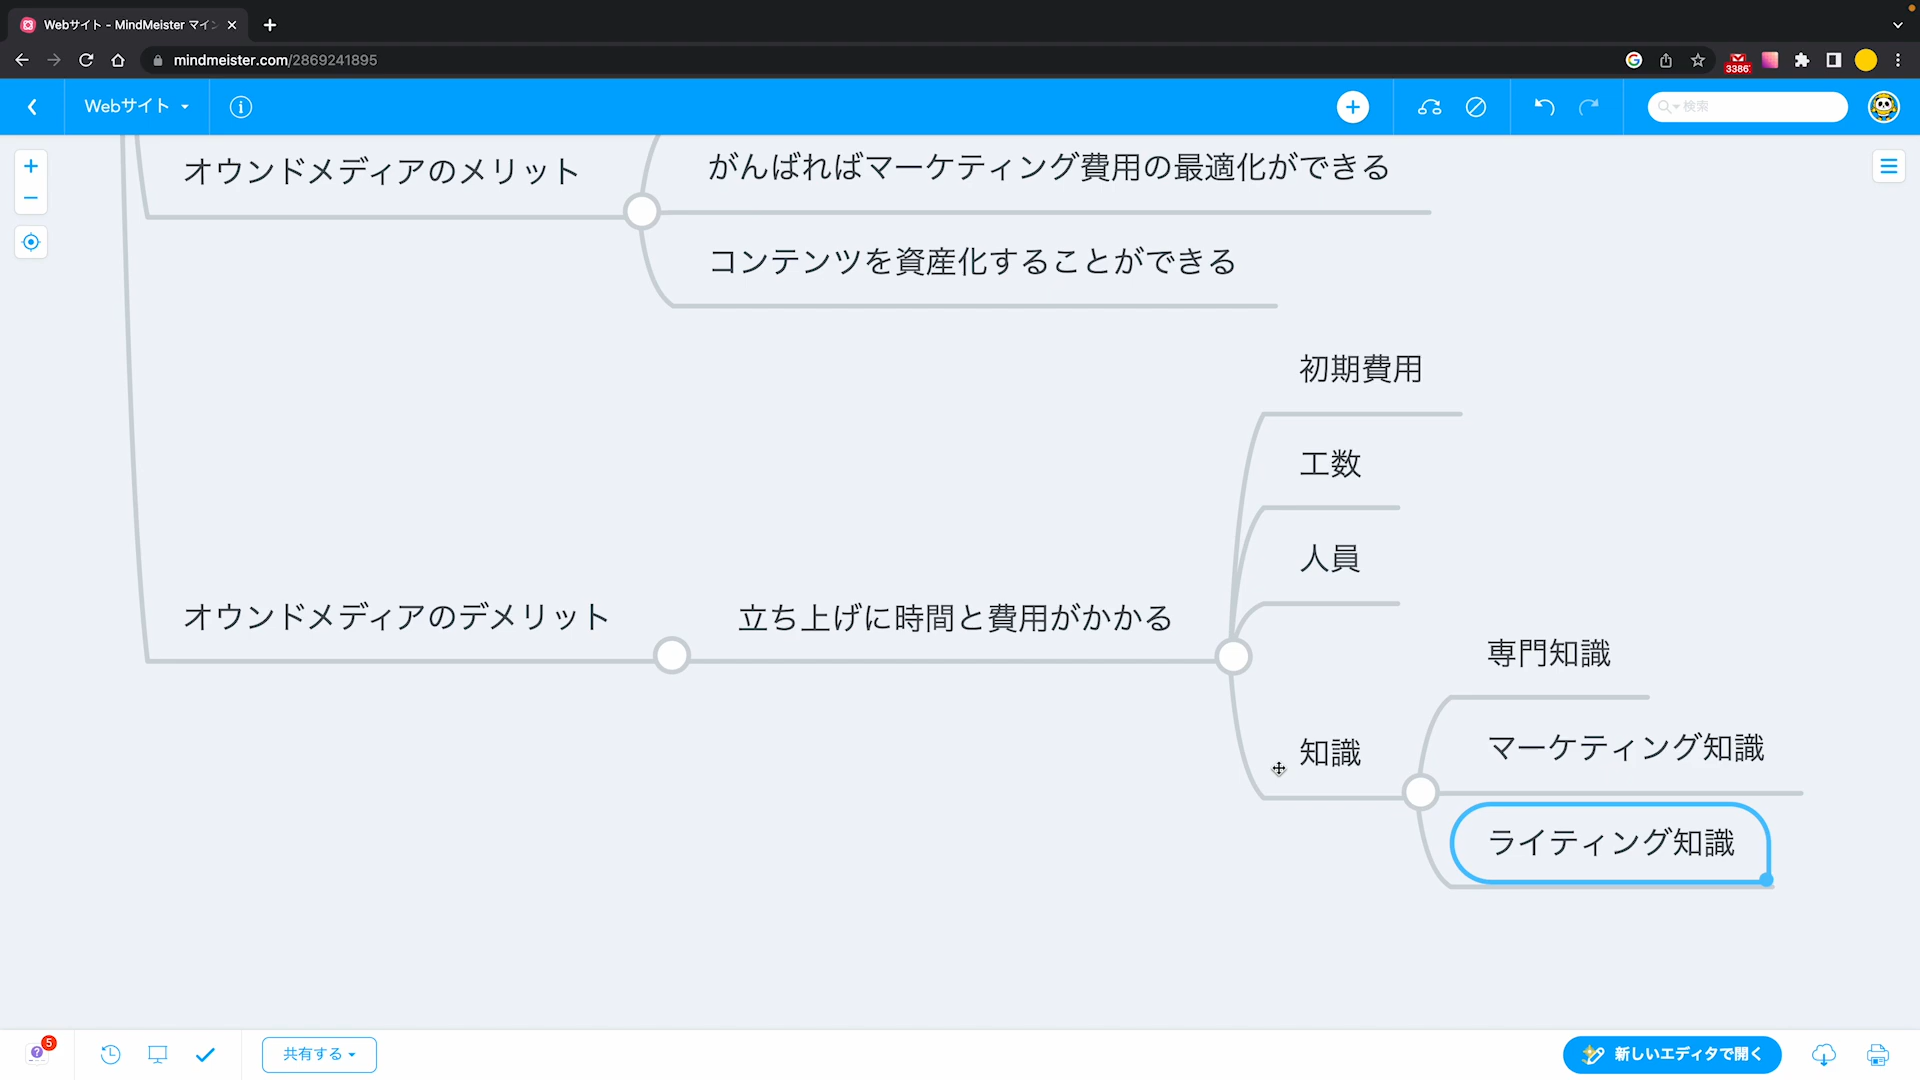 Webサイト - MindMeister マイン
mindmeister.com/2869241895
3386
Webサイト
検索
オウンドメディアのメリット
がんばればマーケティング費用の最適化ができる
コンテンツを資産化することができる
初期費用
工数
人員
オウンドメディアのデメリット
立ち上げに時間と費用がかかる
専門知識
マーケティング知識
知識
ライティング知識
5
共有する
新しいエディタで開く